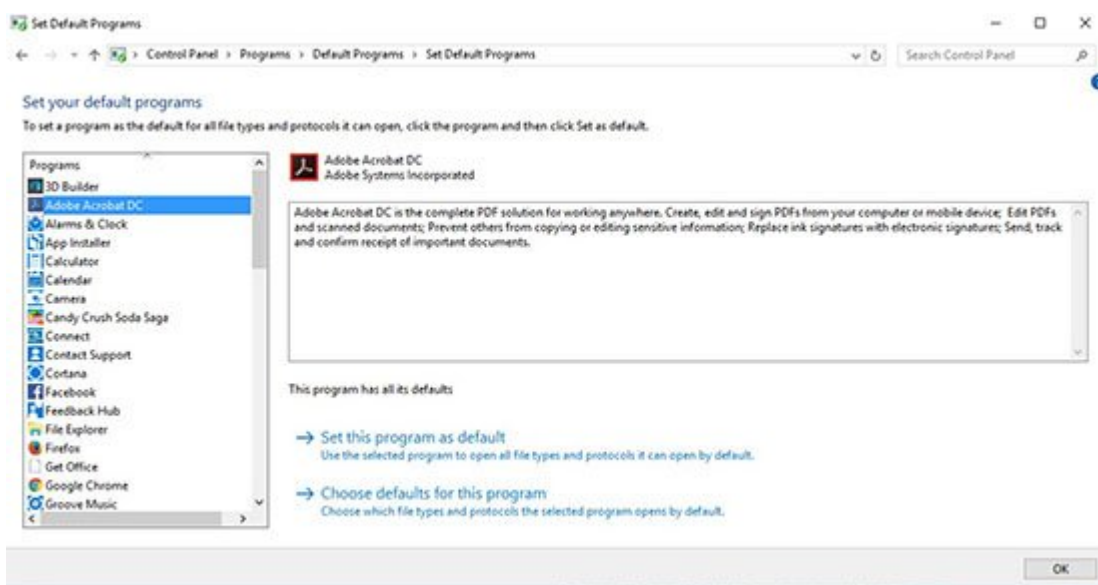 Set Default Programs
Control Panel > Programs > Default Programs > Set Default Programs
Search Control Panel
Set your default programs
To set a program as the default for all file types and protocols it can open, click the program and then click Set as default.
Programs
3D Builder
Adobe Acrobat DC
Alarms & Clock
App Installer
Calculator
Calendar
Camera
Candy Crush Soda Saga
Connect
Contact Support
Cortana
Facebook
Feedback Hub
File Explorer
Firefox
Get Office
Google Chrome
Groove Music
Adobe Acrobat DC
Adobe Systems Incorporated
Adobe Acrobat DC is the complete PDF solution for working anywhere. Create, edit and sign PDFs from your computer or mobile device; Edit PDFs
and scanned documents; Prevent others from copying or editing sensitive information; Replace ink signatures with electronic signatures; Send, track
and confirm receipt of important documents.
This program has all its defaults
Set this program as default
Use the selected program to open all file types and protocols it can open by default.
Choose defaults for this program
Choose which file types and protocols the selected program opens by default.
OK